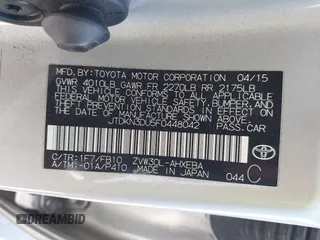 MFD. BY: TOYOTA MOTOR CORPORATION 04/15
GVWR 4010LB GAWR FR 2270LB RR 2175LB
THIS VEHICLE CONFORMS TO ALL APPLICABLE
FEDERAL MOTOR VEHICLE SAFETY, BUMPER, AND
THEFT PREVENTION STANDARDS IN EFFECT ON
THE DATE OF MANUFACTURE SHOWN ABOVE.
JTDKN3DU5F0448042 PASS. CAR
C/TR: 1F7/FB10 ZVW30L-AHXEBA
A/TM: -01A/P410 MADE IN JAPAN 044 C
TOYOTA
DREAMBID